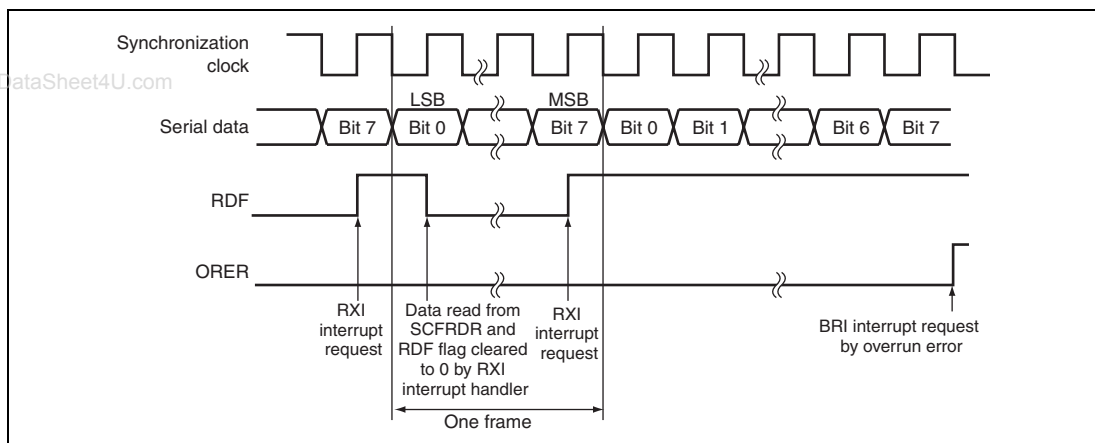 Synchronization
clock
DataSheet4U.com
LSB
MSB
Serial data
Bit 7
Bit 0
Bit 7
Bit 0
Bit 1
Bit 6
Bit 7
RDF
ORER
RXI
interrupt
request
Data read from
SCFRDR and
RDF flag cleared
to 0 by RXI
interrupt handler
RXI
interrupt
request
BRI interrupt request
by overrun error
One frame